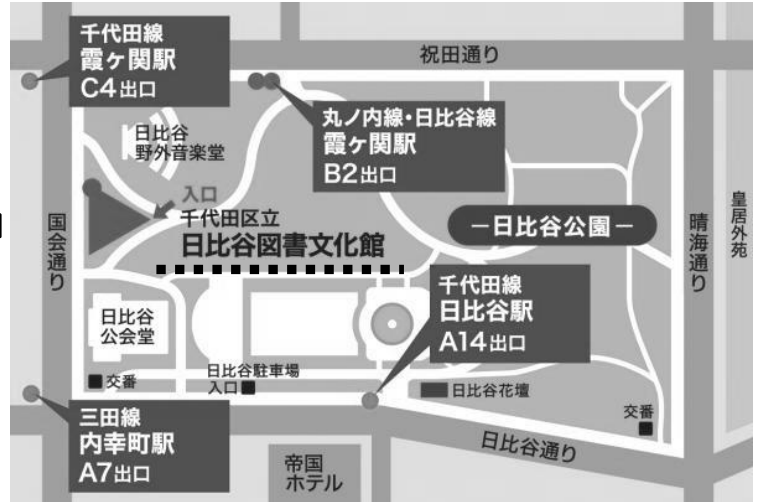 千代田線
霞ヶ関駅
C4出口
祝田通り
丸ノ内線・日比谷線
霞ヶ関駅
B2出口
日比谷
野外音楽堂
入口
千代田区立
日比谷図書文化館
－日比谷公園－
国会通り
晴海通り
皇居外苑
千代田線
日比谷駅
A14出口
日比谷
公会堂
交番
日比谷駐車場
入口
日比谷花壇
交番
三田線
内幸町駅
A7出口
帝国
ホテル
日比谷通り